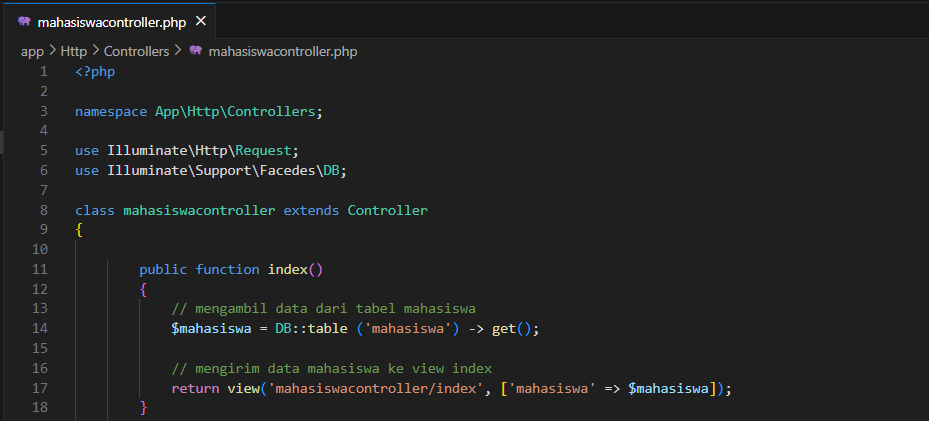 mahasiswacontroller.php ×
app > Http > Controllers > mahasiswacontroller.php
1 <?php
2
3 namespace App\Http\Controllers;
4
5 use Illuminate\Http\Request;
6 use Illuminate\Support\Facedes\DB;
7
8 class mahasiswacontroller extends Controller
9 {
10
11 public function index()
12 {
13 // mengambil data dari tabel mahasiswa
14 $mahasiswa = DB::table ('mahasiswa') -> get();
15
16 // mengirim data mahasiswa ke view index
17 return view('mahasiswacontroller/index', ['mahasiswa' => $mahasiswa]);
18 }